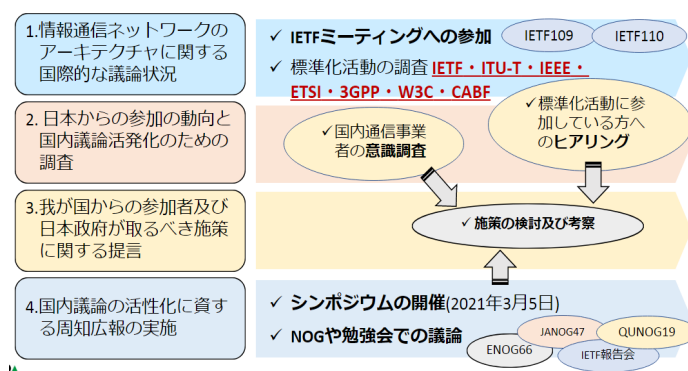 1.情報通信ネットワークの
アーキテクチャに関する
国際的な議論状況
✓ IETFミーティングへの参加
IETF109
IETF110
✓ 標準化活動の調査 IETF・ITU-T・IEEE・
ETSI・3GPP・W3C・CABF
2. 日本からの参加の動向と
国内議論活発化のための
調査
✓国内通信事業
者の意識調査
✓標準化活動に参
加している方へ
のヒアリング
3.我が国からの参加者及び
日本政府が取るべき施策
に関する提言
✓ 施策の検討及び考察
4.国内議論の活性化に資す
る周知広報の実施
✓ シンポジウムの開催(2021年3月5日)
✓ NOGや勉強会での議論
ENOG66
JANOG47
QUNOG19
IETF報告会